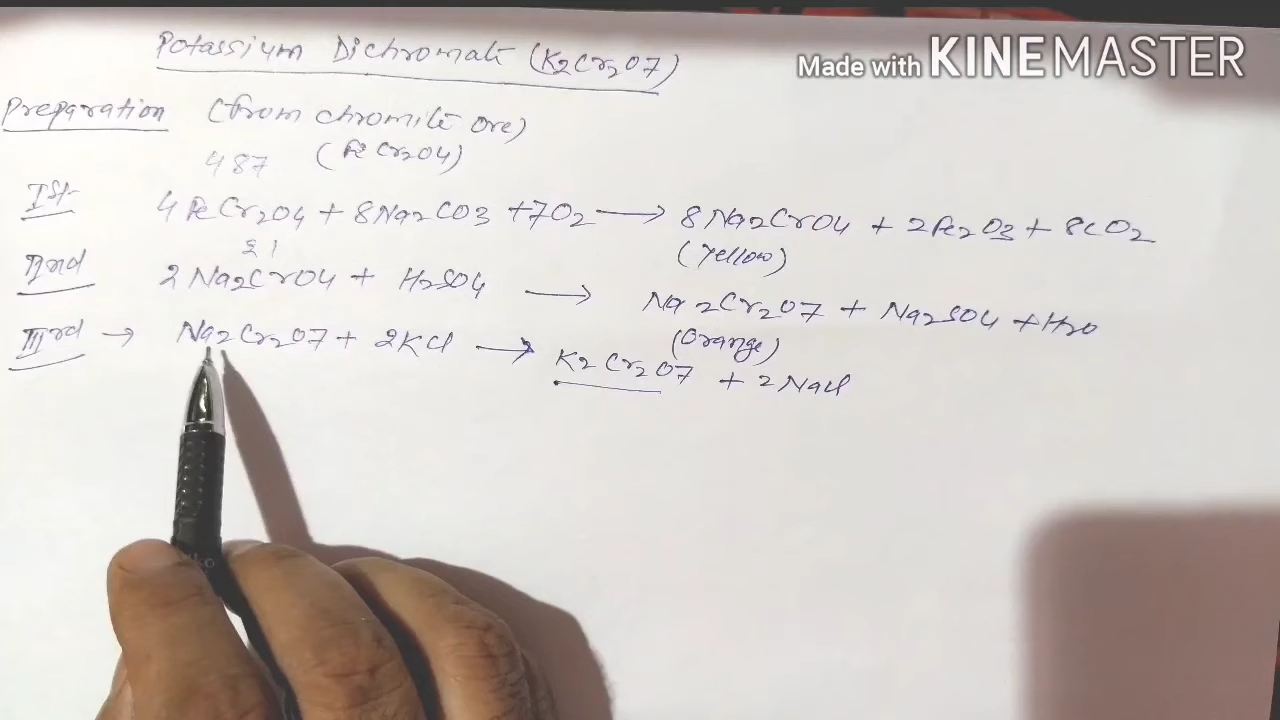 Potassium Dichromate (K2Cr2O7)
Made with KINEMASTER
Preparation (from chromite ore)
487 (FeCr2O4)
Ist 4FeCr2O4 + 8Na2CO3 + 7O2 → 8Na2CrO4 + 2Fe2O3 + 8CO2
21 (Yellow)
IInd 2Na2CrO4 + H2SO4 → Na2Cr2O7 + Na2SO4 + H2O
(Orange)
IIIrd → Na2Cr2O7 + 2KCl → K2Cr2O7 + 2NaCl